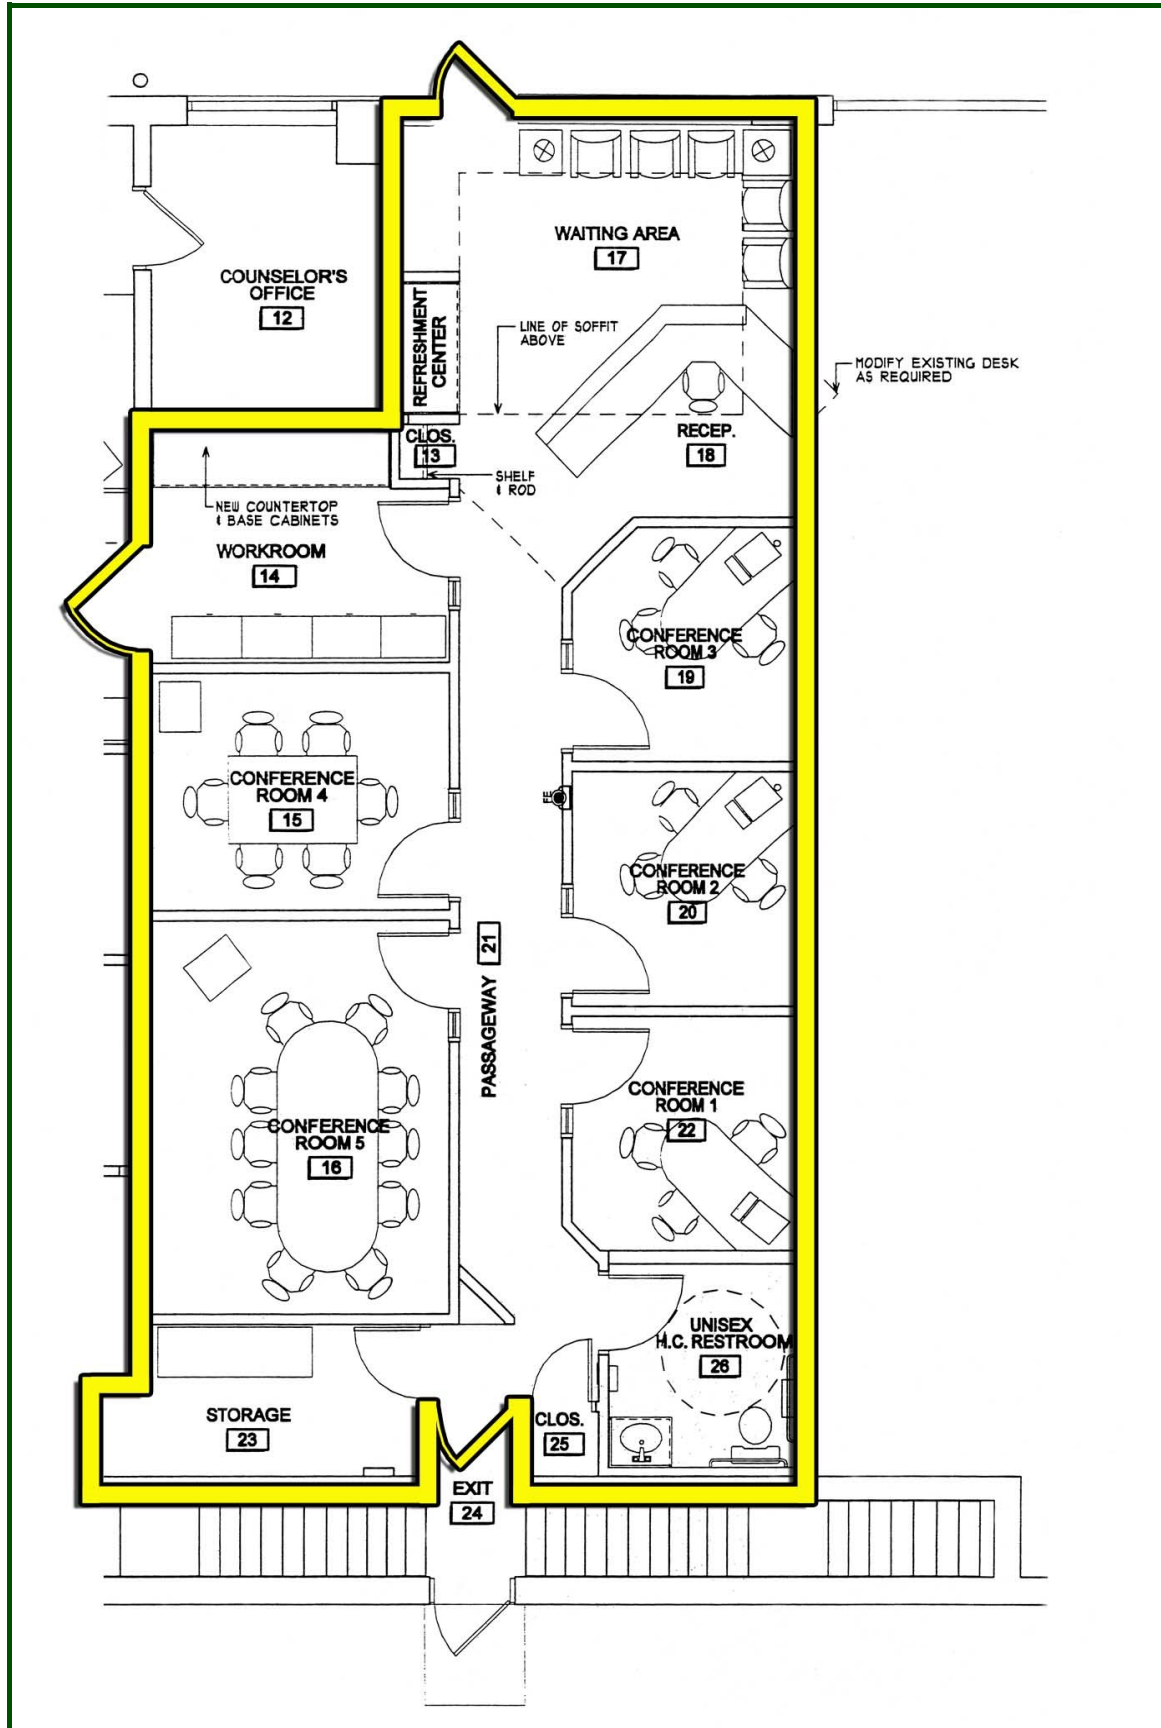 WAITING AREA
17
COUNSELOR'S
OFFICE
12
REFRESHMENT
CENTER
LINE OF SOFFIT
ABOVE
MODIFY EXISTING DESK
AS REQUIRED
CLOS.
13
RECEP.
18
SHELF
& ROD
NEW COUNTERTOP
& BASE CABINETS
WORKROOM
14
CONFERENCE
ROOM 3
19
CONFERENCE
ROOM 4
15
FE
CONFERENCE
ROOM 2
20
PASSAGEWAY 21
CONFERENCE
ROOM 1
22
CONFERENCE
ROOM 5
16
UNISEX
H.C. RESTROOM
26
STORAGE
23
CLOS.
25
EXIT
24